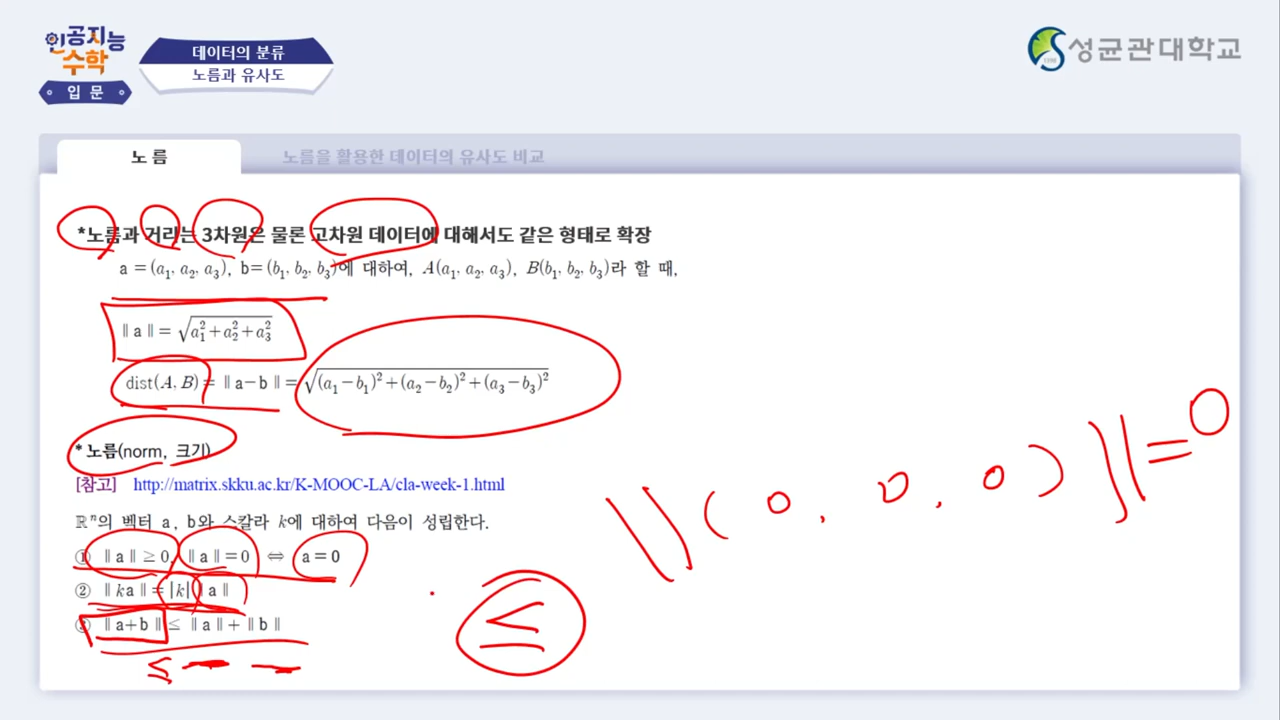 인공지능
수학
입문
데이터의 분류
노름과 유사도
성균관대학교
노름
노름을 활용한 데이터의 유사도 비교
*노름과 거리는 3차원은 물론 고차원 데이터에 대해서도 같은 형태로 확장
a = (a₁, a₂, a₃), b = (b₁, b₂, b₃)에 대하여, A(a₁, a₂, a₃), B(b₁, b₂, b₃)라 할 때,
‖a‖ = √(a₁²+a₂²+a₃²)
dist(A, B) = ‖a−b‖ = √((a₁−b₁)²+(a₂−b₂)²+(a₃−b₃)²)
* 노름(norm, 크기)
[참고] http://matrix.skku.ac.kr/K-MOOC-LA/cla-week-1.html
ℝⁿ의 벡터 a, b와 스칼라 k에 대하여 다음이 성립한다.
① ‖a‖ ≥ 0, ‖a‖ = 0 ⇔ a = 0
② ‖ka‖ = |k| ‖a‖
③ ‖a+b‖ ≤ ‖a‖ + ‖b‖
≤
≤
‖(0, 0, 0)‖ = 0